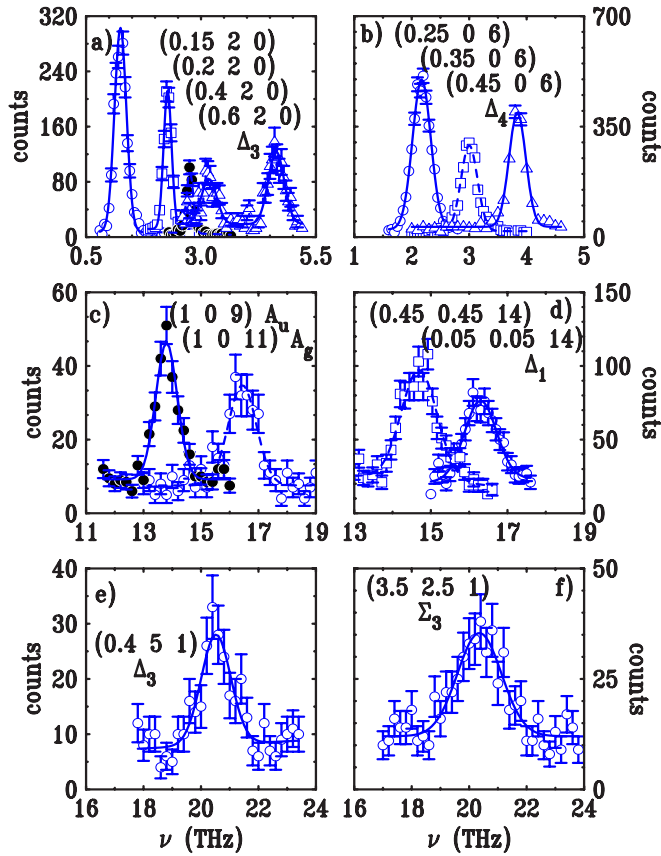 320
240
160
80
0
counts
a)
(0.15 2 0)
(0.2 2 0)
(0.4 2 0)
(0.6 2 0)
Δ3
0.5
3.0
5.5
b)
(0.25 0 6)
(0.35 0 6)
(0.45 0 6)
Δ4
700
350
0
counts
1
2
3
4
5
60
40
20
0
counts
c)
(1 0 9) Au
(1 0 11) Ag
11
13
15
17
19
(0.45 0.45 14) d)
(0.05 0.05 14)
Δ1
150
100
50
0
counts
13
15
17
19
40
30
20
10
0
counts
e)
(0.4 5 1)
Δ3
16
18
20
22
24
ν (THz)
(3.5 2.5 1) f)
Σ3
50
25
0
counts
16
18
20
22
24
ν (THz)